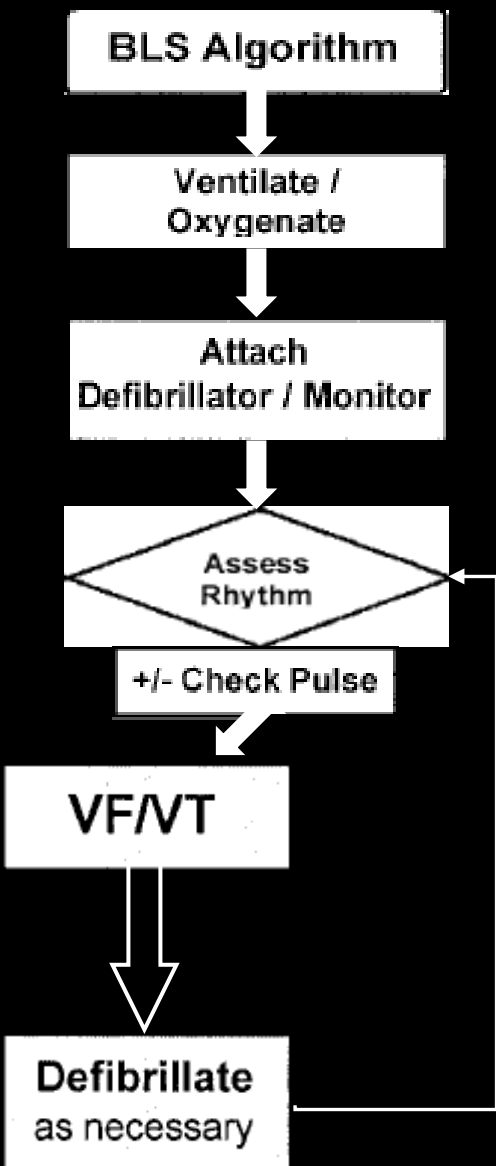 BLS Algorithm
Ventilate /
Oxygenate
Attach
Defibrillator / Monitor
Assess
Rhythm
+/- Check Pulse
VF/VT
Defibrillate
as necessary